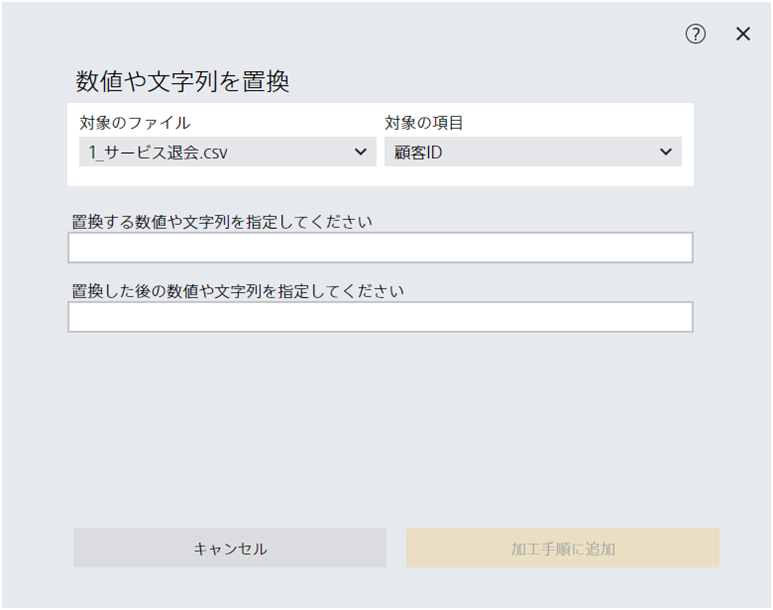 ?
数値や文字列を置換
対象のファイル 対象の項目
1_サービス退会.csv 顧客ID
置換する数値や文字列を指定してください
置換した後の数値や文字列を指定してください
キャンセル 加工手順に追加